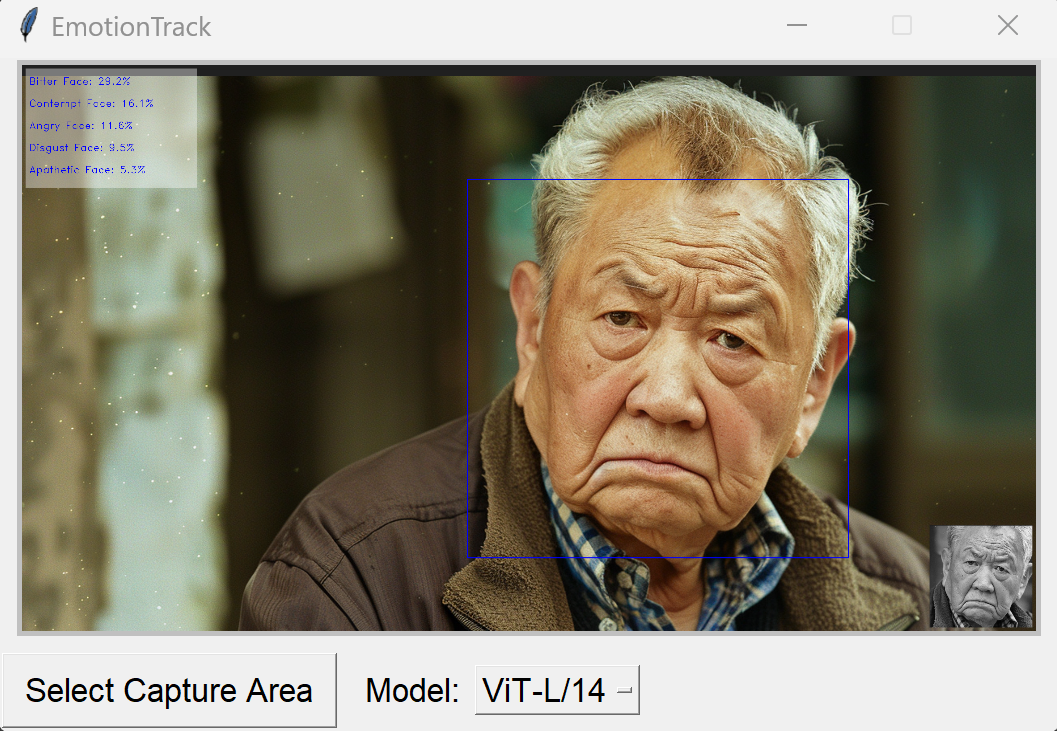 EmotionTrack
Bitter Face: 29.2%
Contempt Face: 16.1%
Angry Face: 11.6%
Disgust Face: 9.5%
Apathetic Face: 5.3%
Select Capture Area
Model: ViT-L/14